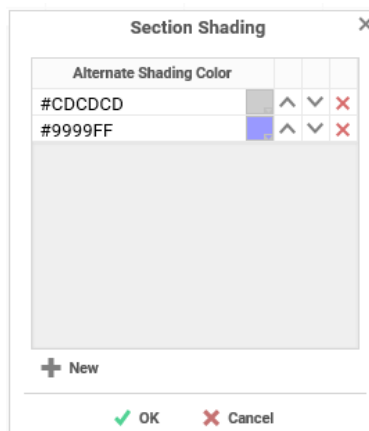 Section Shading
Alternate Shading Color
#CDCDCD
#9999FF
New
OK
Cancel